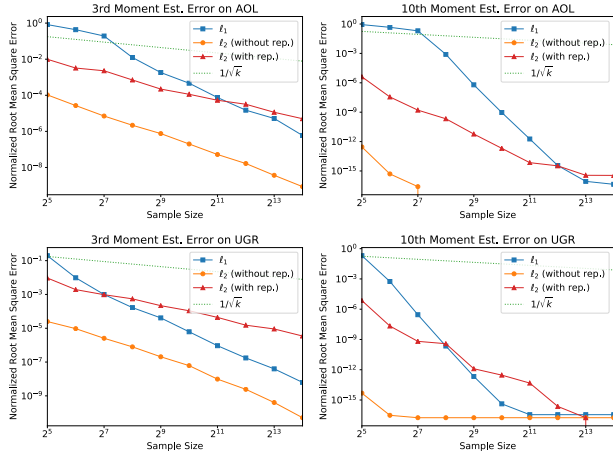 3rd Moment Est. Error on AOL
Normalized Root Mean Square Error
10^0
10^-2
10^-4
10^-6
10^-8
ℓ1
ℓ2 (without rep.)
ℓ2 (with rep.)
1/√k
2^5
2^7
2^9
2^11
2^13
Sample Size
10th Moment Est. Error on AOL
Normalized Root Mean Square Error
10^0
10^-3
10^-6
10^-9
10^-12
10^-15
ℓ1
ℓ2 (without rep.)
ℓ2 (with rep.)
1/√k
2^5
2^7
2^9
2^11
2^13
Sample Size
3rd Moment Est. Error on UGR
Normalized Root Mean Square Error
10^-1
10^-3
10^-5
10^-7
10^-9
ℓ1
ℓ2 (without rep.)
ℓ2 (with rep.)
1/√k
2^5
2^7
2^9
2^11
2^13
Sample Size
10th Moment Est. Error on UGR
Normalized Root Mean Square Error
10^0
10^-3
10^-6
10^-9
10^-12
10^-15
ℓ1
ℓ2 (without rep.)
ℓ2 (with rep.)
1/√k
2^5
2^7
2^9
2^11
2^13
Sample Size